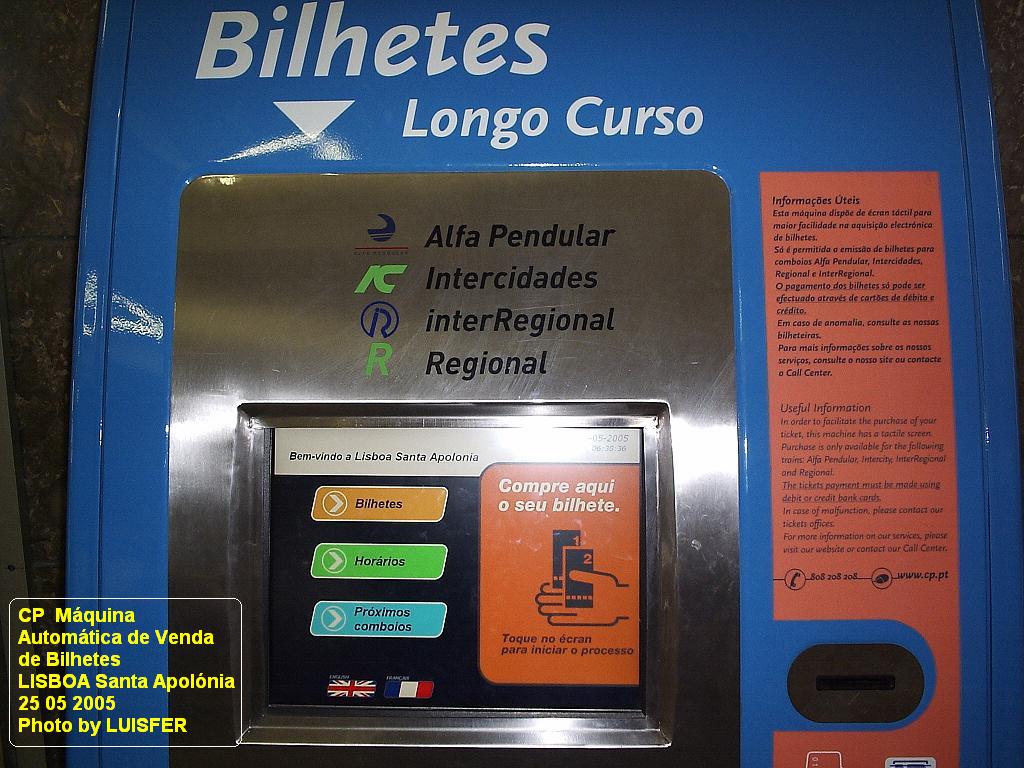 Bilhetes
Longo Curso
Alfa Pendular
Intercidades
interRegional
R Regional
Informações Úteis
Esta máquina dispõe de écran táctil para
maior facilidade na aquisição electrónica
de bilhetes.
Só é permitida a emissão de bilhetes para
comboios Alfa Pendular, Intercidades,
Regional e InterRegional.
O pagamento dos bilhetes só pode ser
efectuado através de cartões de débito e
crédito.
Em caso de anomalia, consulte as nossas
bilheteiras.
Para mais informações sobre os nossos
serviços, consulte o nosso site ou contacte
o Call Center.
Useful Information
In order to facilitate the purchase of your
ticket, this machine has a tactile screen.
Purchase is only available for the following
trains: Alfa Pendular, Intercity, InterRegional
and Regional.
The tickets payment must be made using
debit or credit bank cards.
In case of malfunction, please contact our
tickets offices.
For more information on our services, please
visit our website or contact our Call Center.
808 208 208 www.cp.pt
-05-2005
06:38:36
Bem-vindo a Lisboa Santa Apolonia
Bilhetes
Horários
Próximos
comboios
ENGLISH FRANÇAIS
Compre aqui
o seu bilhete.
1
2
Toque no écran
para iniciar o processo
CP Máquina
Automática de Venda
de Bilhetes
LISBOA Santa Apolónia
25 05 2005
Photo by LUISFER